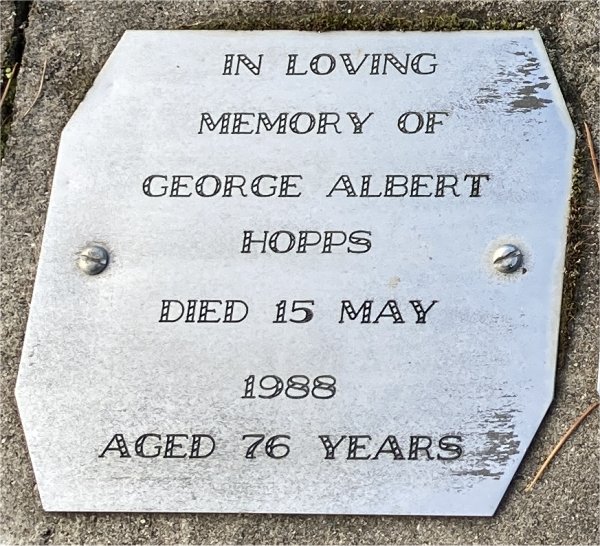 IN LOVING
MEMORY OF
GEORGE ALBERT
HOPPS
DIED 15 MAY
1988
AGED 76 YEARS